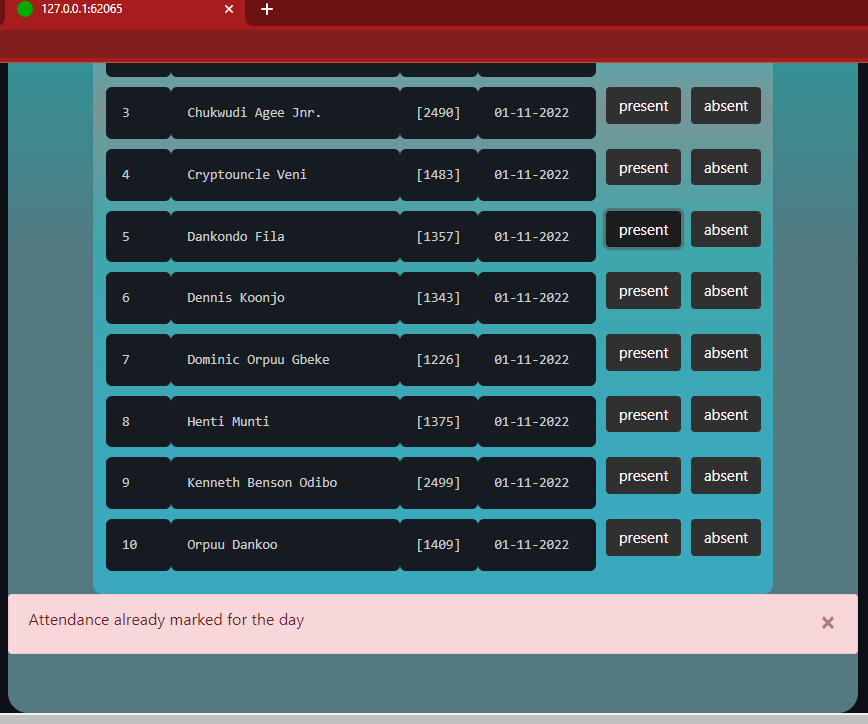 127.0.0.1:62065
3 Chukwudi Agee Jnr. [2490] 01-11-2022 present absent
4 Cryptouncle Veni [1483] 01-11-2022 present absent
5 Dankondo Fila [1357] 01-11-2022 present absent
6 Dennis Koonjo [1343] 01-11-2022 present absent
7 Dominic Orpuu Gbeke [1226] 01-11-2022 present absent
8 Henti Munti [1375] 01-11-2022 present absent
9 Kenneth Benson Odibo [2499] 01-11-2022 present absent
10 Orpuu Dankoo [1409] 01-11-2022 present absent
Attendance already marked for the day